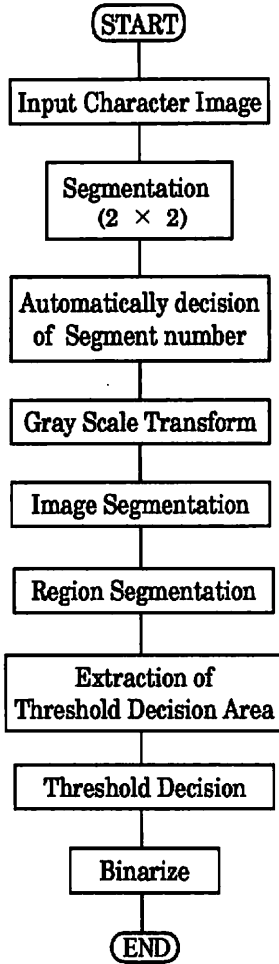 START
Input Character Image
Segmentation
(2 × 2)
Automatically decision
of Segment number
Gray Scale Transform
Image Segmentation
Region Segmentation
Extraction of
Threshold Decision Area
Threshold Decision
Binarize
END